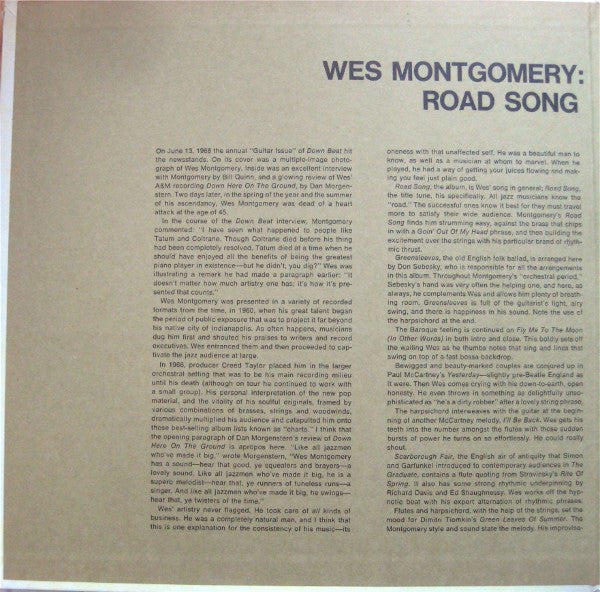 WES MONTGOMERY:
ROAD SONG
On June 13, 1968 the annual "Guitar Issue" of Down Beat hit
the newsstands. On its cover was a multiple-image photo-
graph of Wes Montgomery. Inside was an excellent interview
with Montgomery by Bill Quinn, and a glowing review of Wes'
A&M recording Down Here On The Ground, by Dan Morgen-
stern. Two days later, in the spring of the year and the summer
of his ascendancy, Wes Montgomery was dead of a heart
attack at the age of 45.
In the course of the Down Beat interview, Montgomery
commented: "I have seen what happened to people like
Tatum and Coltrane. Though Coltrane died before his thing
had been completely resolved, Tatum died at a time when he
should have enjoyed all the benefits of being the greatest
piano player in existence—but he didn't, you dig?" Wes was
illustrating a remark he had made a paragraph earlier: "It
doesn't matter how much artistry one has; it's how it's pre-
sented that counts."
Wes Montgomery was presented in a variety of recorded
formats from the time, in 1960, when his great talent began
the period of public exposure that was to project it far beyond
his native city of Indianapolis. As often happens, musicians
dug him first and shouted his praises to writers and record
executives. Wes entranced them and then proceeded to cap-
tivate the jazz audience at large.
In 1966, producer Creed Taylor placed him in the larger
orchestral setting that was to be his main recording milieu
until his death (although on tour he continued to work with
a small group). His personal interpretation of the new pop
material, and the vitality of his soulful originals, framed by
various combinations of brasses, strings and woodwinds,
dramatically multiplied his audience and catapulted him onto
those best-selling album lists known as "charts." I think that
the opening paragraph of Dan Morgenstern's review of Down
Here On The Ground is apropos here. "Like all jazzmen
who've made it big," wrote Morgenstern, "Wes Montgomery
has a sound—hear that good, ye squeaters and brayers—a
lovely sound. Like all jazzmen who've made it big, he is a
superb melodist—hear that, ye runners of tuneless runs—a
singer. And like all jazzmen who've made it big, he swings—
hear that, ye twisters of the time."
Wes' artistry never flagged. He took care of all kinds of
business. He was a completely natural man, and I think that
this is one explanation for the consistency of his music—its
oneness with that unaffected self. He was a beautiful man to
know, as well as a musician at whom to marvel. When he
played, he had a way of getting your juices flowing and mak-
ing you feel just plain good.
Road Song, the album, is Wes' song in general; Road Song,
the title tune, his specifically. All jazz musicians know the
"road." The successful ones know it best for they must travel
more to satisfy their wide audience. Montgomery's Road
Song finds him strumming easy, against the brass that chips
in with a Goin' Out Of My Head phrase, and then building the
excitement over the strings with his particular brand of rhyth-
mic thrust.
Greensleeves, the old English folk ballad, is arranged here
by Don Sebesky, who is responsible for all the arrangements
in this album. Throughout Montgomery's "orchestral period,"
Sebesky's hand was very often the helping one, and here, as
always, he complements Wes and allows him plenty of breath-
ing room. Greensleeves is full of the guitarist's light, airy
swing, and there is happiness in his sound. Note the use of
the harpsichord at the end.
The Baroque feeling is continued on Fly Me To The Moon
(In Other Words) in both intro and close. This boldly sets off
the wailing Wes as he thumbs notes that sing and lines that
swing on top of a fast bossa backdrop.
Bewigged and beauty-marked couples are conjured up in
Paul McCartney's Yesterday—slightly pre-Beatle England as
it were. Then Wes comes crying with his down-to-earth, open
honesty. He even throws in something as delightfully unso-
phisticated as "he's a dirty robber" after a lovely string phrase.
The harpsichord interweaves with the guitar at the begin-
ning of another McCartney melody, I'll Be Back. Wes gets his
teeth into the number amongst the flutes with those sudden
bursts of power he turns on so effortlessly. He could really
shout.
Scarborough Fair, the English air of antiquity that Simon
and Garfunkel introduced to contemporary audiences in The
Graduate, contains a flute quoting from Stravinsky's Rite Of
Spring. It also has some strong rhythmic underpinning by
Richard Davis and Ed Shaughnessy. Wes works off the hyp-
notic beat with his expert alternation of rhythmic phrases.
Flutes and harpsichord, with the help of the strings, set the
mood for Dimitri Tiomkin's Green Leaves Of Summer. The
Montgomery style and sound state the melody. His improvisa-